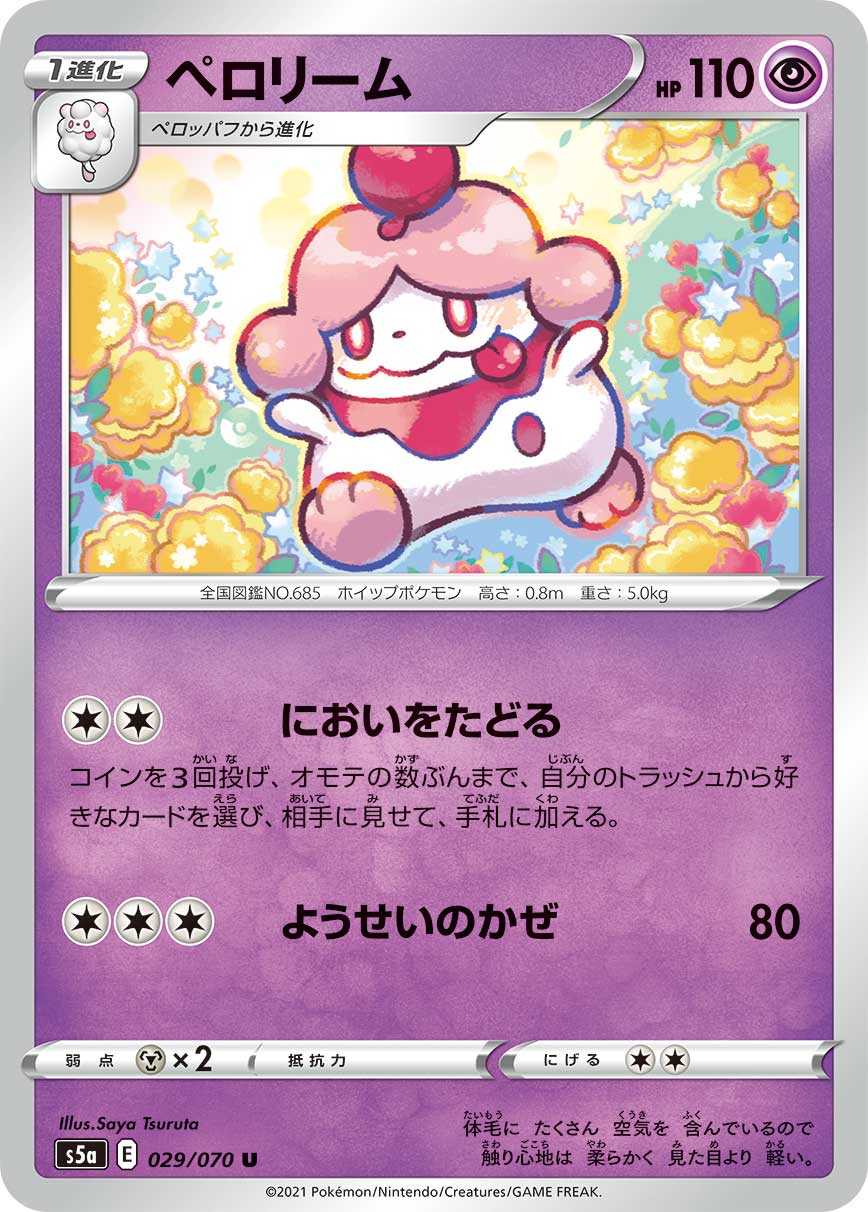 1進化
ペロリーム
HP 110
ペロッパフから進化
全国図鑑NO.685 ホイップポケモン 高さ:0.8m 重さ:5.0kg
においをたどる
コインを3回投げ、オモテの数ぶんまで、自分のトラッシュから好
きなカードを選び、相手に見せて、手札に加える。
ようせいのかぜ 80
弱点 ×2 抵抗力 にげる
Illus.Saya Tsuruta
s5a E 029/070 U
体毛に たくさん 空気を 含んでいるので
触り心地は 柔らかく 見た目より 軽い。
©2021 Pokémon/Nintendo/Creatures/GAME FREAK.